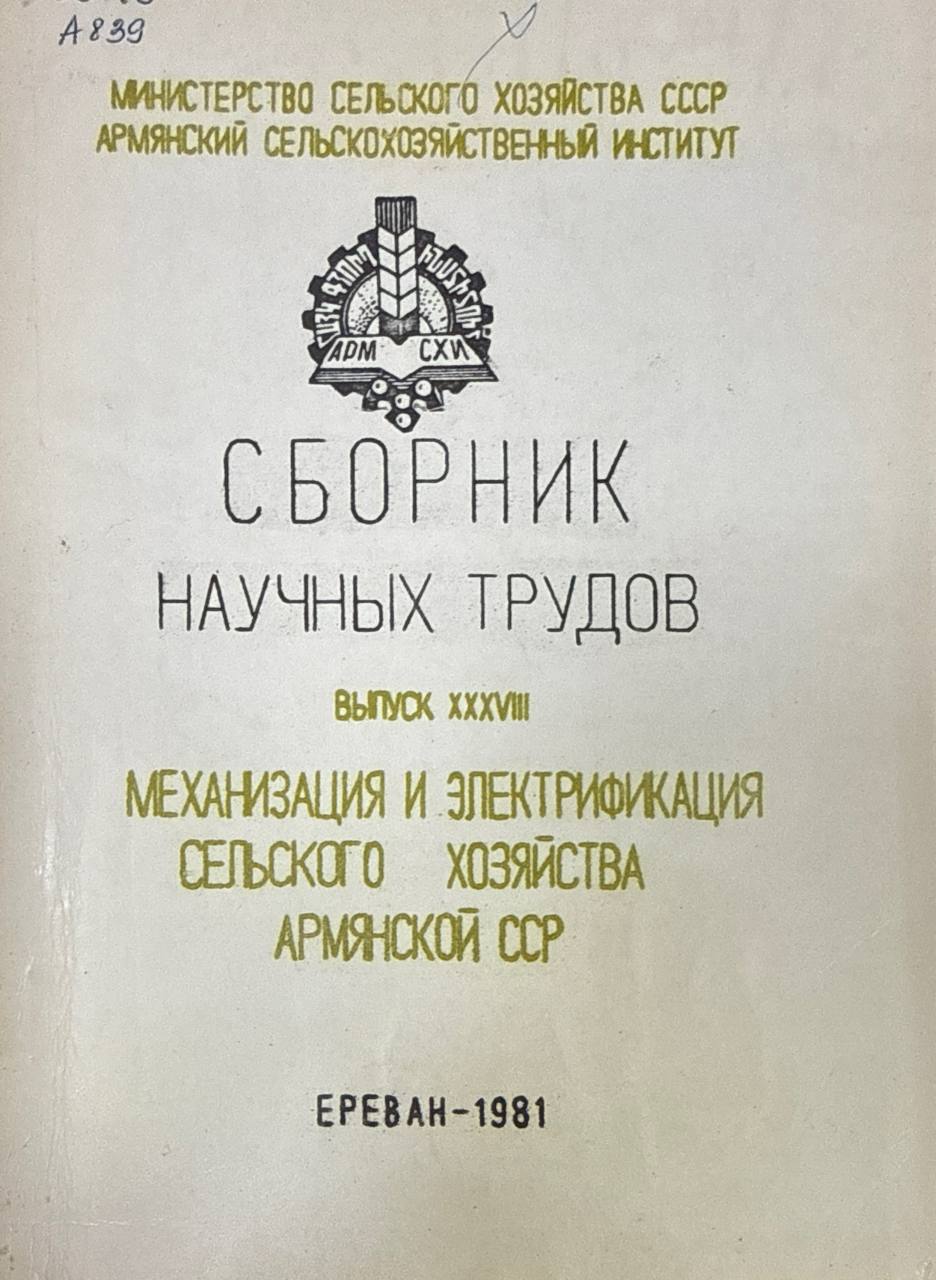 А839
МИНИСТЕРСТВО СЕЛЬСКОГО ХОЗЯЙСТВА СССР
АРМЯНСКИЙ СЕЛЬСКОХОЗЯЙСТВЕННЫЙ ИНСТИТУТ
АРМ СХИ
СБОРНИК
НАУЧНЫХ ТРУДОВ
ВЫПУСК XXXVIII
МЕХАНИЗАЦИЯ И ЭЛЕКТРИФИКАЦИЯ
СЕЛЬСКОГО ХОЗЯЙСТВА
АРМЯНСКОЙ ССР
ЕРЕВАН-1981